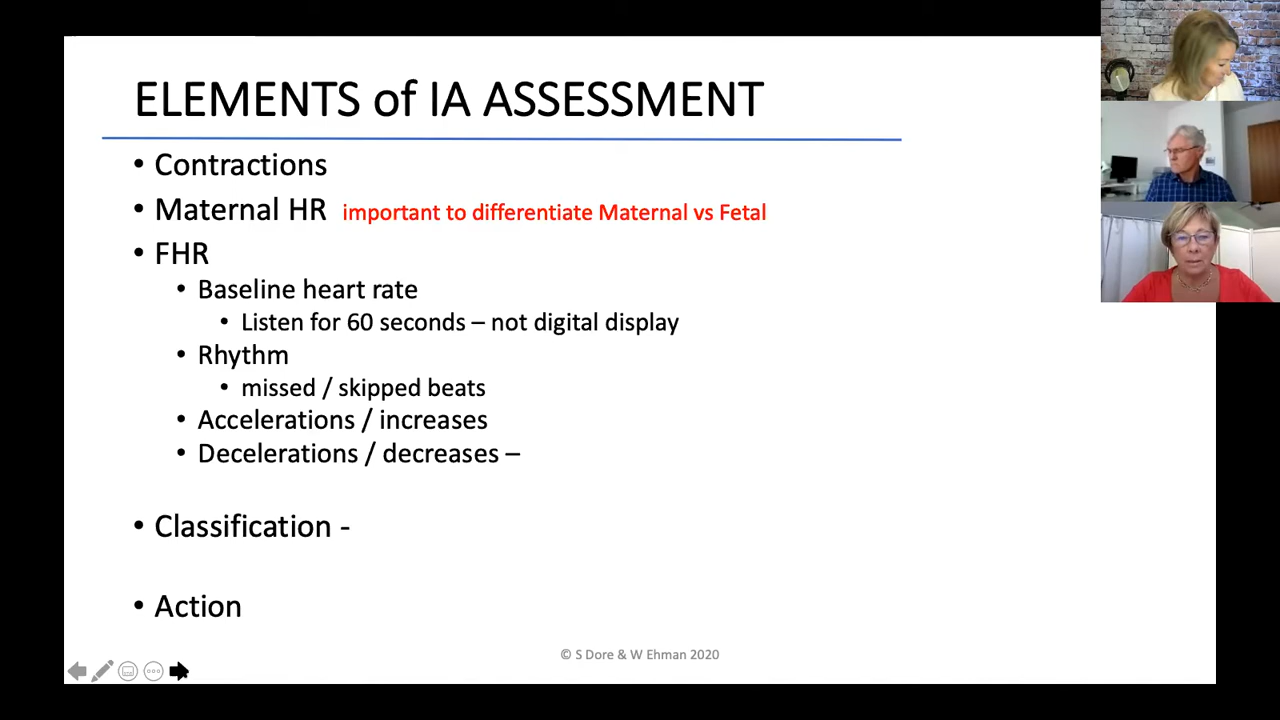 ELEMENTS of IA ASSESSMENT
• Contractions
• Maternal HR important to differentiate Maternal vs Fetal
• FHR
• Baseline heart rate
• Listen for 60 seconds – not digital display
• Rhythm
• missed / skipped beats
• Accelerations / increases
• Decelerations / decreases –
• Classification -
• Action
© S Dore & W Ehman 2020